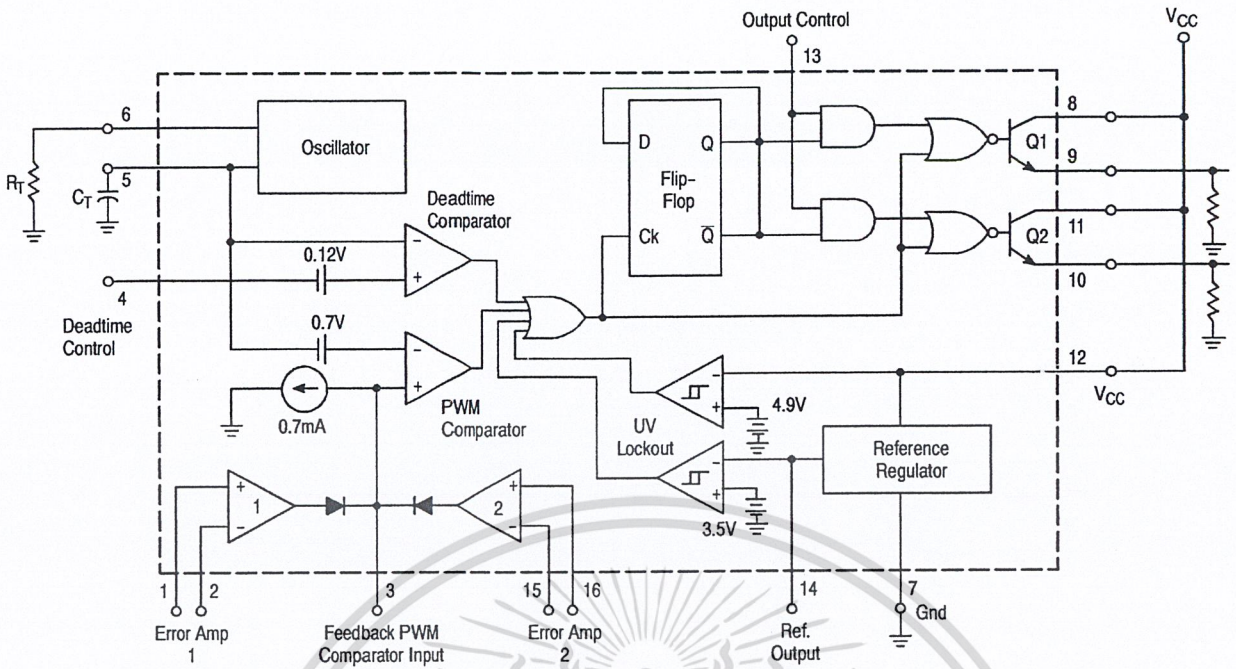 Output Control
VCC
13
6
8
Oscillator
D
Q
Q1
RT
5
9
CT
Flip-
Flop
Deadtime
Comparator
11
Ck
Q̅
Q2
0.12V
10
4
Deadtime
Control
0.7V
12
VCC
4.9V
0.7mA
PWM
Comparator
UV
Lockout
Reference
Regulator
1
2
3.5V
1
2
3
15
16
14
7
Gnd
Error Amp
1
Feedback PWM
Comparator Input
Error Amp
2
Ref.
Output